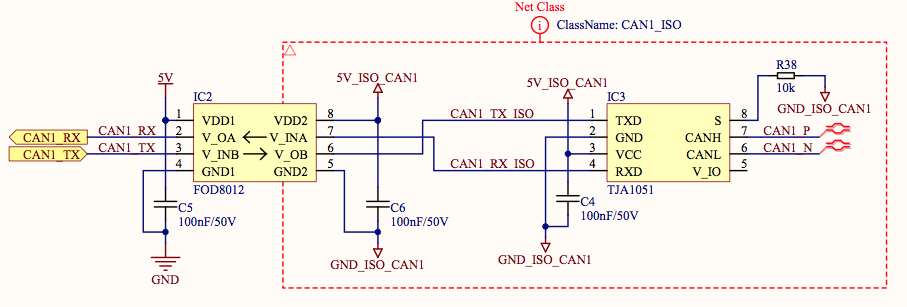 Net Class
i ClassName: CAN1_ISO
5V
IC2
1 VDD1 VDD2 8
CAN1_RX CAN1_RX 2 V_OA V_INA 7
CAN1_TX CAN1_TX 3 V_INB V_OB 6
4 GND1 GND2 5
FOD8012
C5
100nF/50V
GND
5V_ISO_CAN1
C6
100nF/50V
GND_ISO_CAN1
CAN1_TX_ISO
CAN1_RX_ISO
5V_ISO_CAN1
IC3
1 TXD S 8
2 GND CANH 7 CAN1_P
3 VCC CANL 6 CAN1_N
4 RXD V_IO 5
TJA1051
C4
100nF/50V
GND_ISO_CAN1
R38
10k
GND_ISO_CAN1